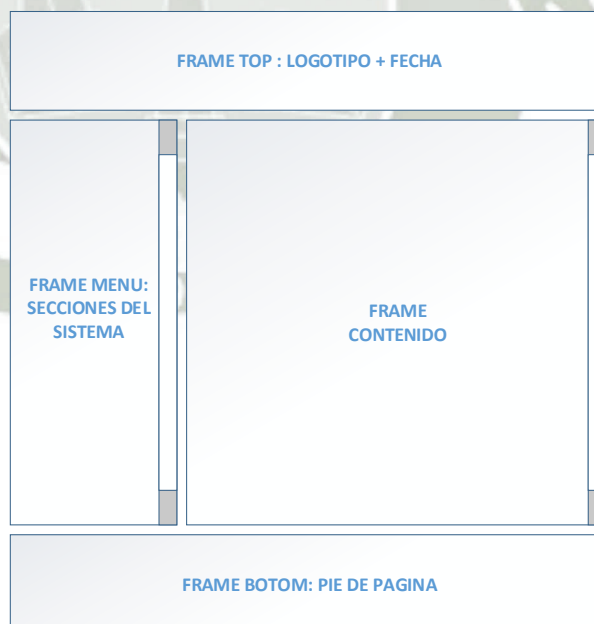 FRAME TOP : LOGOTIPO + FECHA
FRAME MENU:
SECCIONES DEL
SISTEMA
FRAME
CONTENIDO
FRAME BOTOM: PIE DE PAGINA